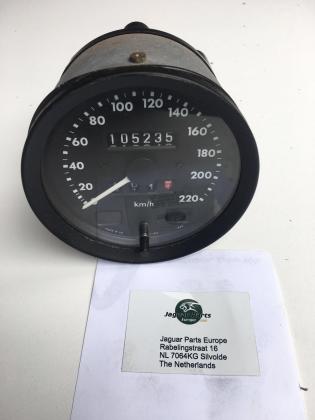 120 140
100 160
80 180
60 200
40 220
20
105235
km/h
Jaguar Parts
Europe
Jaguar Parts Europe
Rabelingstraat 16
NL 7064KG Silvolde
The Netherlands